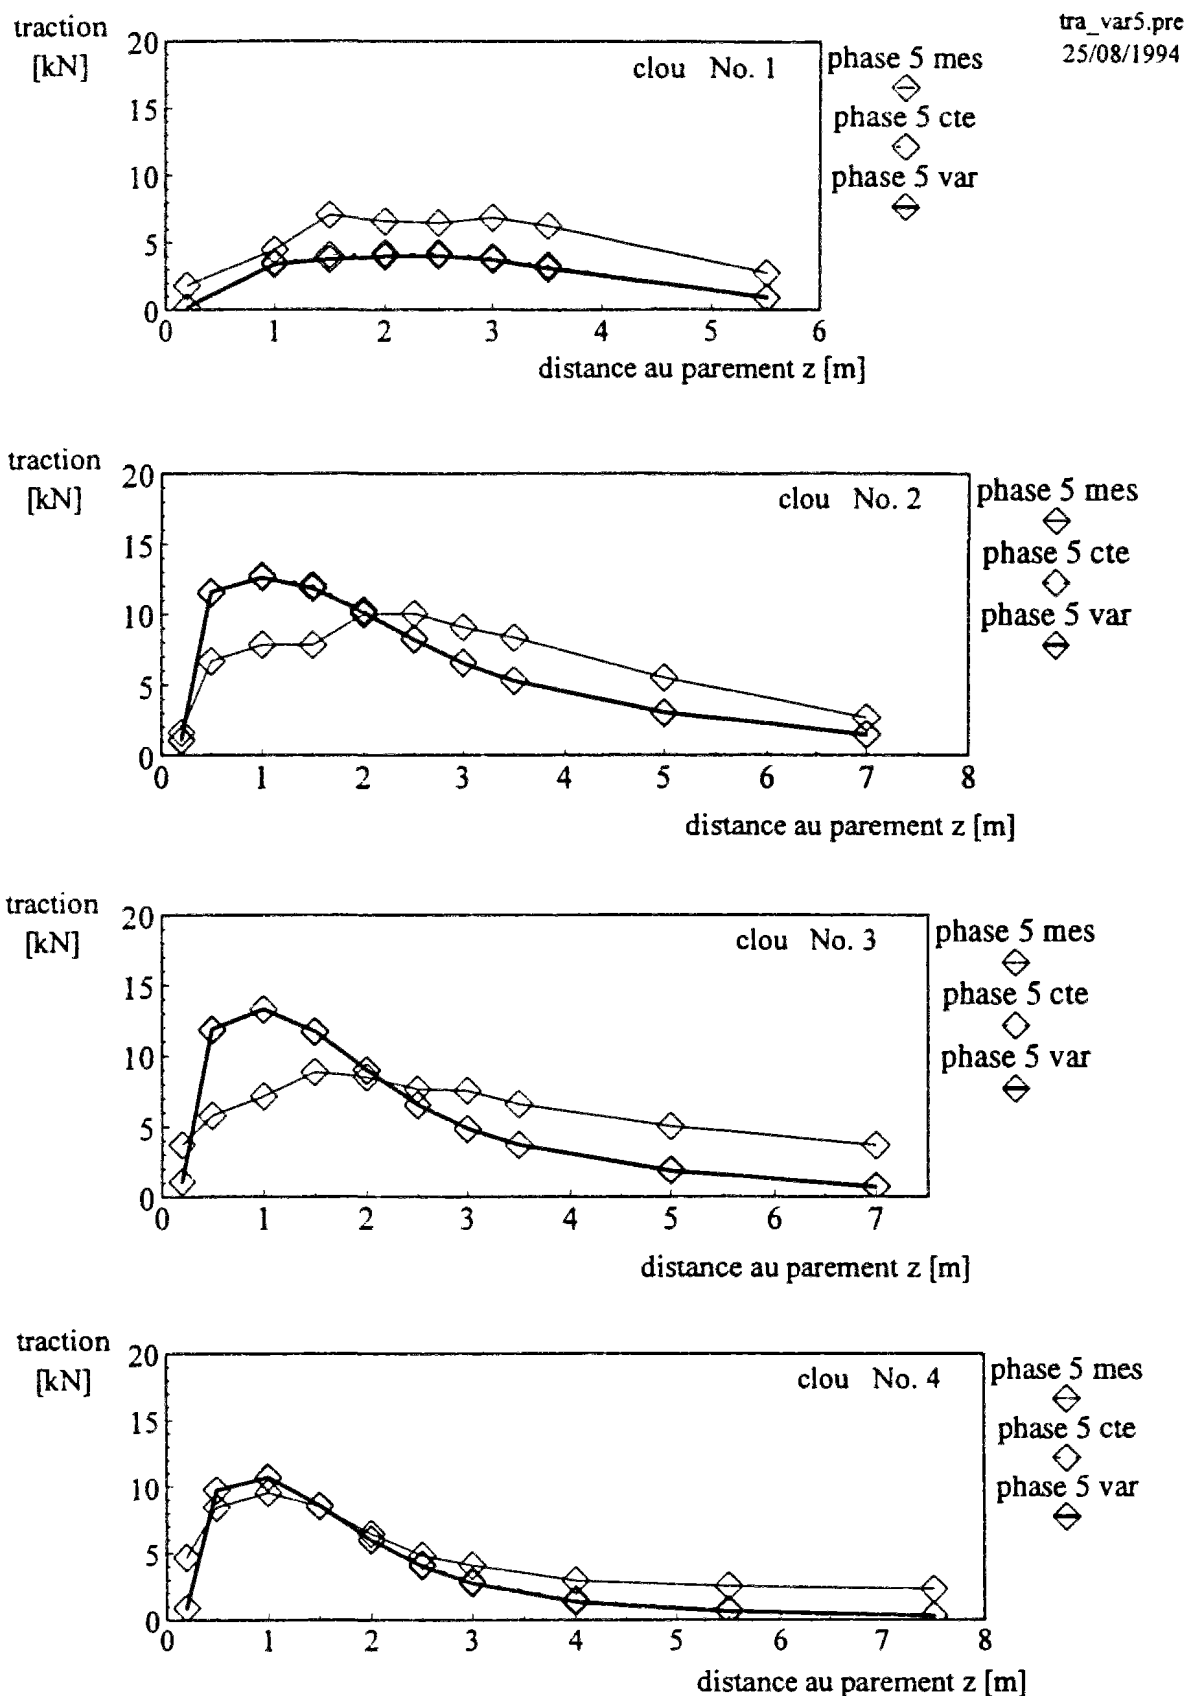 tra_var5.pre
25/08/1994
traction
[kN]
20
15
10
5
0
0 1 2 3 4 5 6
clou No. 1
distance au parement z [m]
phase 5 mes
phase 5 cte
phase 5 var
traction
[kN]
20
15
10
5
0
0 1 2 3 4 5 6 7 8
clou No. 2
distance au parement z [m]
phase 5 mes
phase 5 cte
phase 5 var
traction
[kN]
20
15
10
5
0
0 1 2 3 4 5 6 7
clou No. 3
distance au parement z [m]
phase 5 mes
phase 5 cte
phase 5 var
traction
[kN]
20
15
10
5
0
0 1 2 3 4 5 6 7 8
clou No. 4
distance au parement z [m]
phase 5 mes
phase 5 cte
phase 5 var